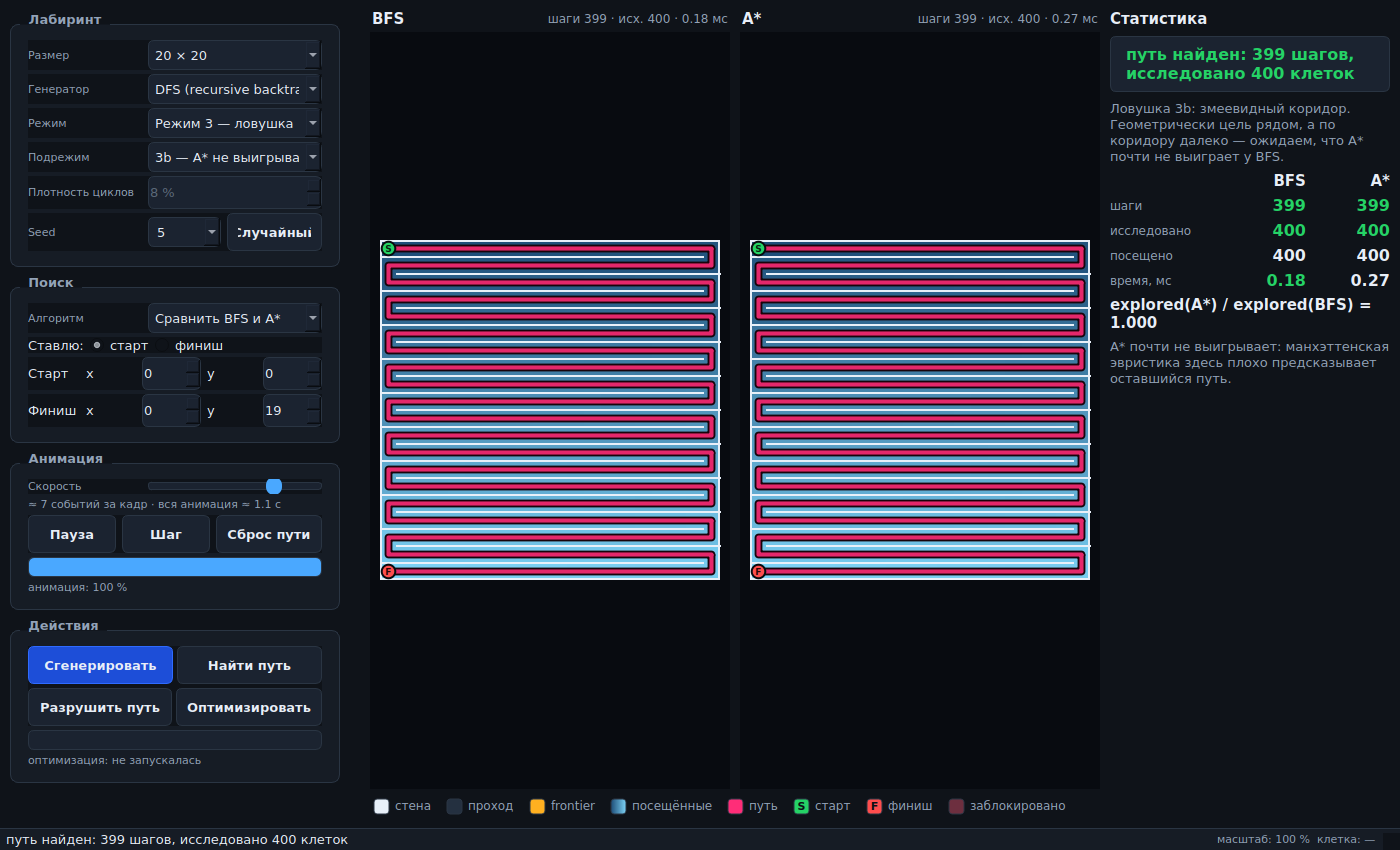 Лабиринт
Размер
20 × 20
Генератор
DFS (recursive backtra
Режим
Режим 3 — ловушка
Подрежим
3b — A* не выигрыва
Плотность циклов
8 %
Seed
5
Случайный
Поиск
Алгоритм
Сравнить BFS и A*
Ставлю: старт финиш
Старт x 0 y 0
Финиш x 0 y 19
Анимация
Скорость
≈ 7 событий за кадр · вся анимация ≈ 1.1 с
Пауза Шаг Сброс пути
анимация: 100 %
Действия
Сгенерировать Найти путь
Разрушить путь Оптимизировать
оптимизация: не запускалась
BFS шаги 399 · исх. 400 · 0.18 мс
S
F
A* шаги 399 · исх. 400 · 0.27 мс
S
F
стена проход frontier посещённые путь S старт F финиш заблокировано
Статистика
путь найден: 399 шагов,
исследовано 400 клеток
Ловушка 3b: змеевидный коридор.
Геометрически цель рядом, а по
коридору далеко — ожидаем, что A*
почти не выиграет у BFS.
BFS A*
шаги 399 399
исследовано 400 400
посещено 400 400
время, мс 0.18 0.27
explored(A*) / explored(BFS) =
1.000
A* почти не выигрывает: манхэттенская
эвристика здесь плохо предсказывает
оставшийся путь.
путь найден: 399 шагов, исследовано 400 клеток
масштаб: 100 % клетка: —